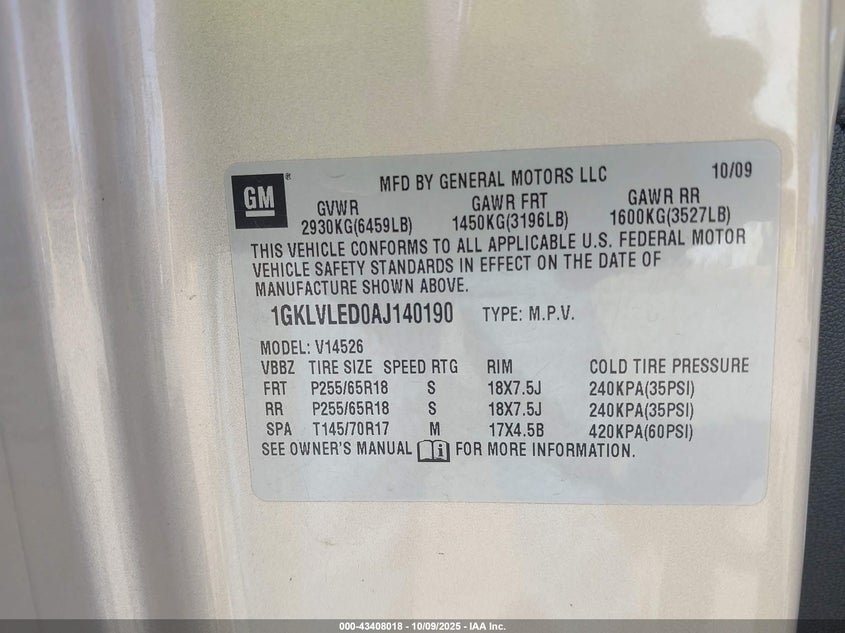 GM ® MFD BY GENERAL MOTORS LLC 10/09
GVWR GAWR FRT GAWR RR
2930KG(6459LB) 1450KG(3196LB) 1600KG(3527LB)
THIS VEHICLE CONFORMS TO ALL APPLICABLE U.S. FEDERAL MOTOR
VEHICLE SAFETY STANDARDS IN EFFECT ON THE DATE OF
MANUFACTURE SHOWN ABOVE.
1GKLVLED0AJ140190 TYPE: M.P.V.
MODEL: V14526
VBBZ TIRE SIZE SPEED RTG RIM COLD TIRE PRESSURE
FRT P255/65R18 S 18X7.5J 240KPA(35PSI)
RR P255/65R18 S 18X7.5J 240KPA(35PSI)
SPA T145/70R17 M 17X4.5B 420KPA(60PSI)
SEE OWNER'S MANUAL i FOR MORE INFORMATION.
000-43408018 - 10/09/2025 - IAA Inc.